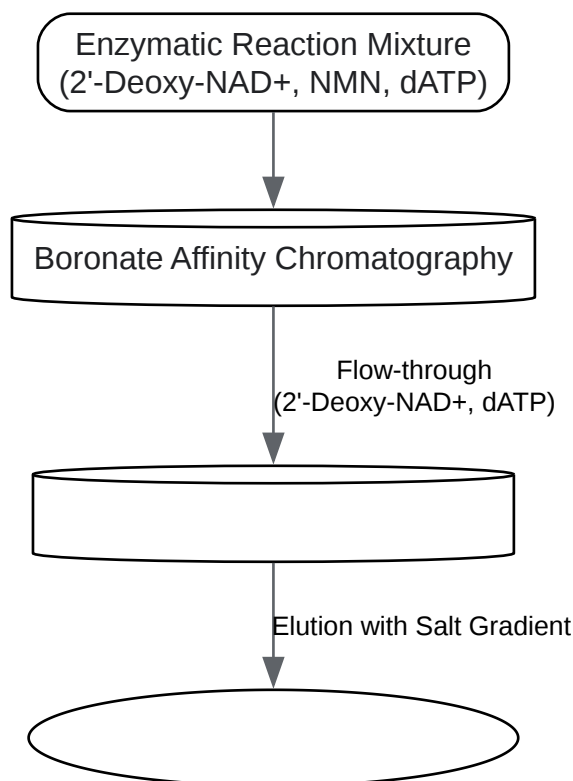 Enzymatic Reaction Mixture
(2'-Deoxy-NAD+, NMN, dATP)
Boronate Affinity Chromatography
Flow-through
(2'-Deoxy-NAD+, dATP)
Elution with Salt Gradient